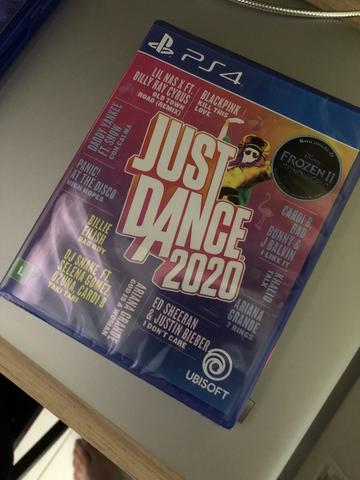 PS4
LIL NAS X FT.
BILLY RAY CYRUS
OLD TOWN
ROAD (REMIX)
BLACKPINK
KILL THIS
LOVE
DADDY YANKEE
FT. SNOW
CON CALMA
PANIC!
AT THE DISCO
HIGH HOPES
BILLIE
EILISH
BAD GUY
DJ SNAKE FT.
SELENA GOMEZ,
OZUNA, CARDI B
TAKI TAKI
ARIANA GRANDE
GOD IS A WOMAN
ED SHEERAN
& JUSTIN BIEBER
I DON'T CARE
ARIANA
GRANDE
7 RINGS
KHALID
TALK
CARDI B,
BAD
BUNNY &
J BALVIN
I LIKE IT
JUST
DANCE
2020
Disney
FROZEN II
L
UBISOFT